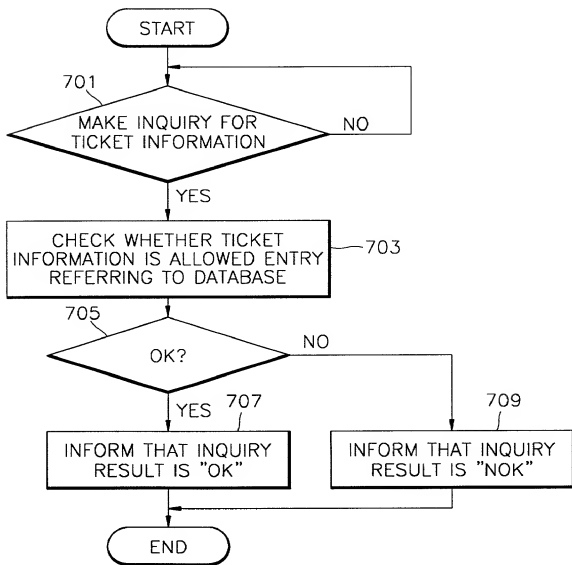 START
701
MAKE INQUIRY FOR
TICKET INFORMATION
NO
YES
CHECK WHETHER TICKET
INFORMATION IS ALLOWED ENTRY
REFERRING TO DATABASE
703
705
OK?
NO
YES
707
709
INFORM THAT INQUIRY
RESULT IS "OK"
INFORM THAT INQUIRY
RESULT IS "NOK"
END